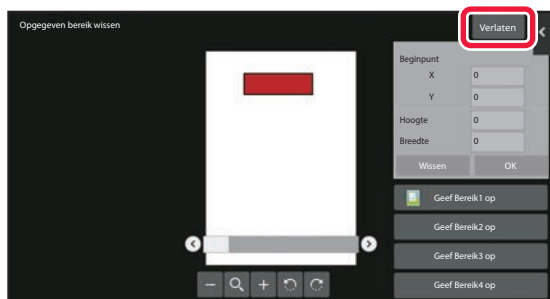 Opgegeven bereik wissen
Verlaten
Beginpunt
X 0
Y 0
Hoogte 0
Breedte 0
Wissen OK
Geef Bereik1 op
Geef Bereik2 op
Geef Bereik3 op
Geef Bereik4 op